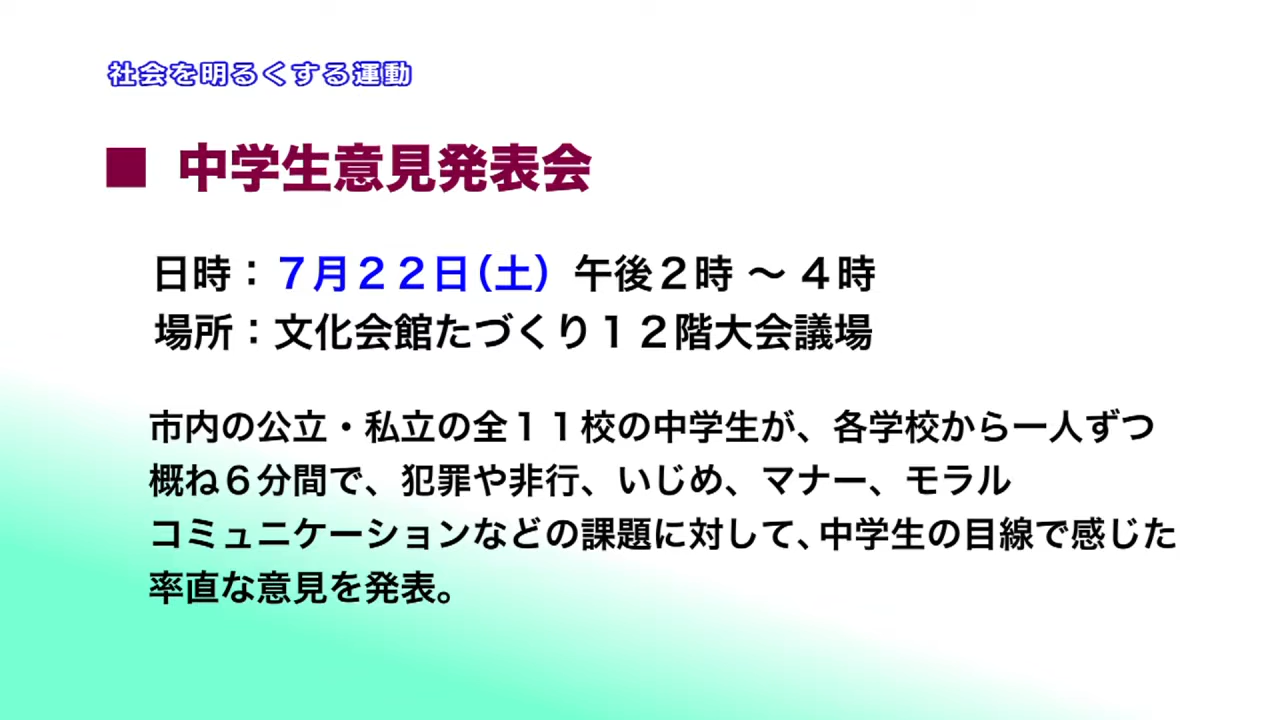 社会を明るくする運動
■ 中学生意見発表会
日時：７月２２日（土） 午後２時 〜 ４時
場所：文化会館たづくり１２階大会議場
市内の公立・私立の全１１校の中学生が、各学校から一人ずつ
概ね６分間で、犯罪や非行、いじめ、マナー、モラル
コミュニケーションなどの課題に対して、中学生の目線で感じた
率直な意見を発表。